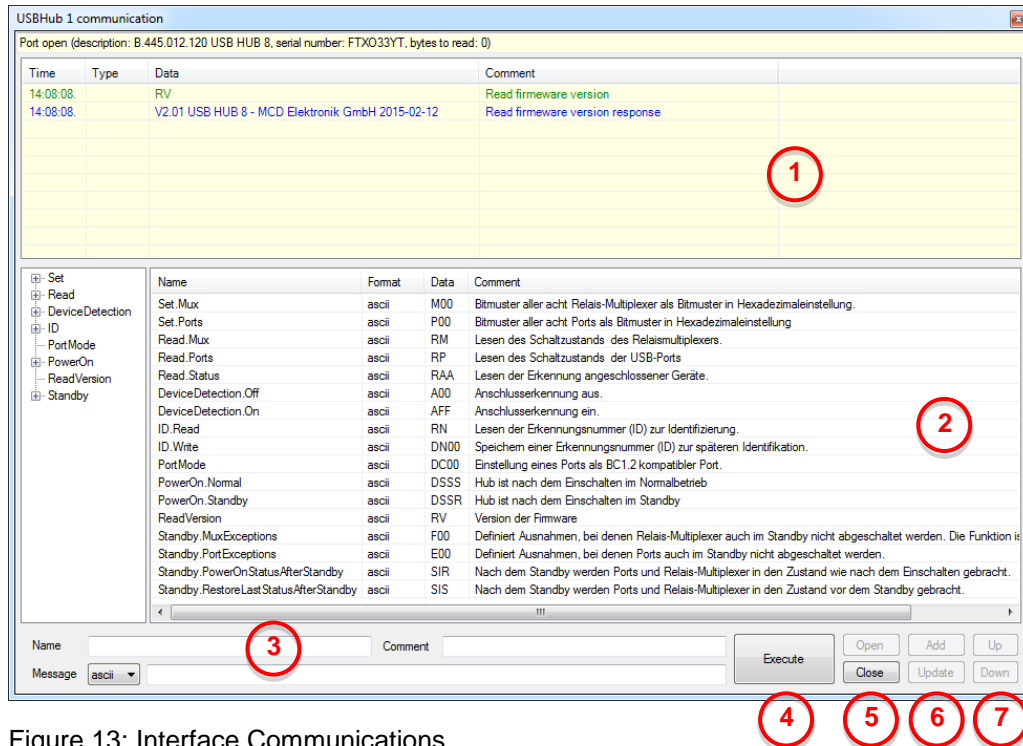 USBHub 1 communication
Port open (description: B.445.012.120 USB HUB 8, serial number: FTXO33YT, bytes to read: 0)
Time Type Data Comment
14:08:08. RV Read firmeware version
14:08:08. V2.01 USB HUB 8 - MCD Elektronik GmbH 2015-02-12 Read firmeware version response
1
Set
Read
DeviceDetection
ID
PortMode
PowerOn
ReadVersion
Standby
Name Format Data Comment
Set.Mux ascii M00 Bitmuster aller acht Relais-Multiplexer als Bitmuster in Hexadezimaleinstellung.
Set.Ports ascii P00 Bitmuster aller acht Ports als Bitmuster in Hexadezimaleinstellung
Read.Mux ascii RM Lesen des Schaltzustands des Relaismultiplexers.
Read.Ports ascii RP Lesen des Schaltzustands der USB-Ports
Read.Status ascii RAA Lesen der Erkennung angeschlossener Geräte.
DeviceDetection.Off ascii A00 Anschlusserkennung aus.
DeviceDetection.On ascii AFF Anschlusserkennung ein.
ID.Read ascii RN Lesen der Erkennungsnummer (ID) zur Identifizierung.
ID.Write ascii DN00 Speichern einer Erkennungsnummer (ID) zur späteren Identifikation.
PortMode ascii DC00 Einstellung eines Ports als BC1.2 kompatibler Port.
PowerOn.Normal ascii DSSS Hub ist nach dem Einschalten im Normalbetrieb
PowerOn.Standby ascii DSSR Hub ist nach dem Einschalten im Standby
ReadVersion ascii RV Version der Firmware
Standby.MuxExceptions ascii F00 Definiert Ausnahmen, bei denen Relais-Multiplexer auch im Standby nicht abgeschaltet werden. Die Funktion is
Standby.PortExceptions ascii E00 Definiert Ausnahmen, bei denen Ports auch im Standby nicht abgeschaltet werden.
Standby.PowerOnStatusAfterStandby ascii SIR Nach dem Standby werden Ports und Relais-Multiplexer in den Zustand wie nach dem Einschalten gebracht.
Standby.RestoreLastStatusAfterStandby ascii SIS Nach dem Standby werden Ports und Relais-Multiplexer in den Zustand vor dem Standby gebracht.
2
Name 3 Comment
Message ascii
Execute
Open Add Up
Close Update Down
4 5 6 7
Figure 13: Interface Communications